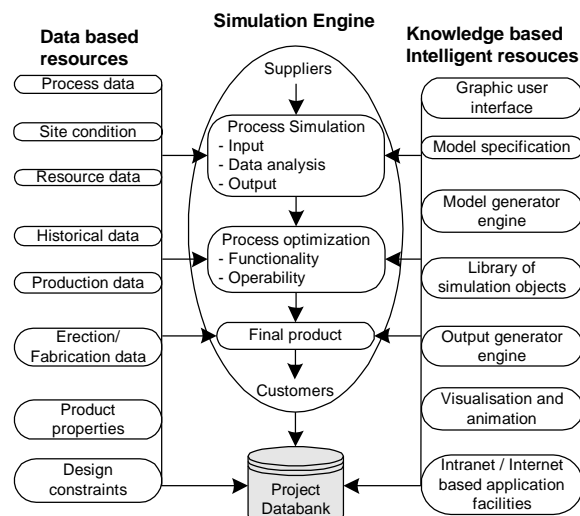 Simulation Engine
Data based
resources
Process data
Site condition
Resource data
Historical data
Production data
Erection/
Fabrication data
Product
properties
Design
constraints
Suppliers
Process Simulation
- Input
- Data analysis
- Output
Process optimization
- Functionality
- Operability
Final product
Customers
Project
Databank
Knowledge based
Intelligent resouces
Graphic user
interface
Model specification
Model generator
engine
Library of
simulation objects
Output generator
engine
Visualisation and
animation
Intranet / Internet
based application
facilities